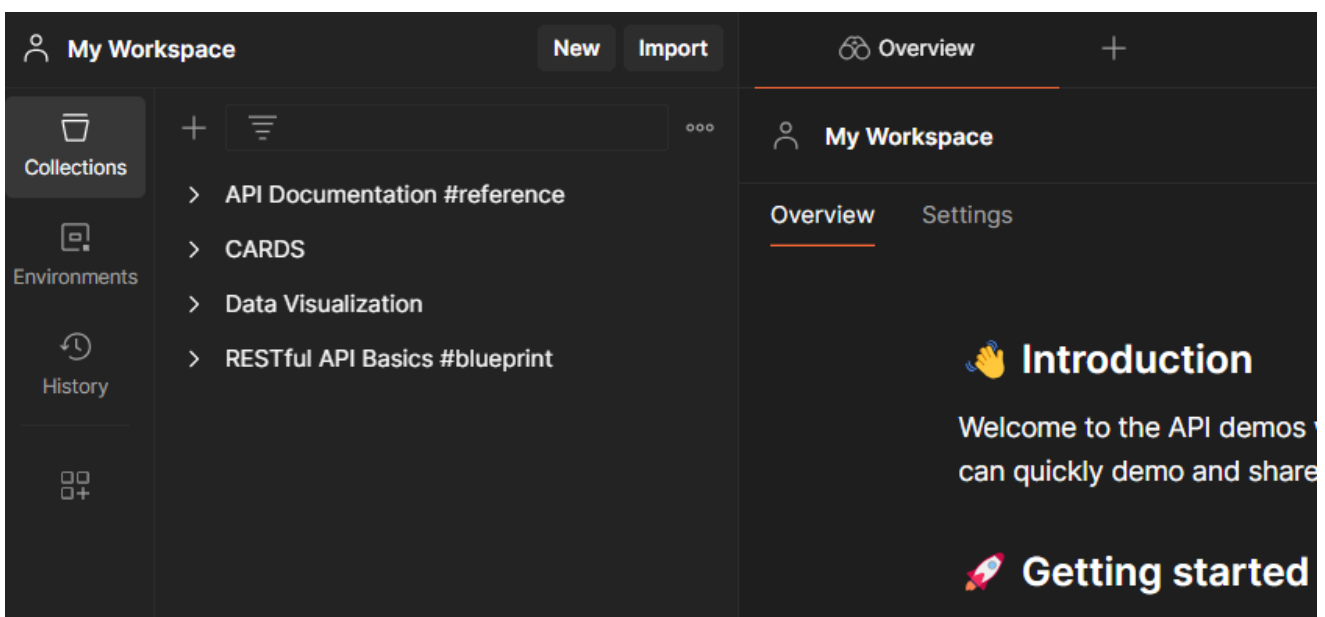 My Workspace
New
Import
Overview
Collections
Environments
History
API Documentation #reference
CARDS
Data Visualization
RESTful API Basics #blueprint
My Workspace
Overview
Settings
👋 Introduction
Welcome to the API demos
can quickly demo and share
🚀 Getting started